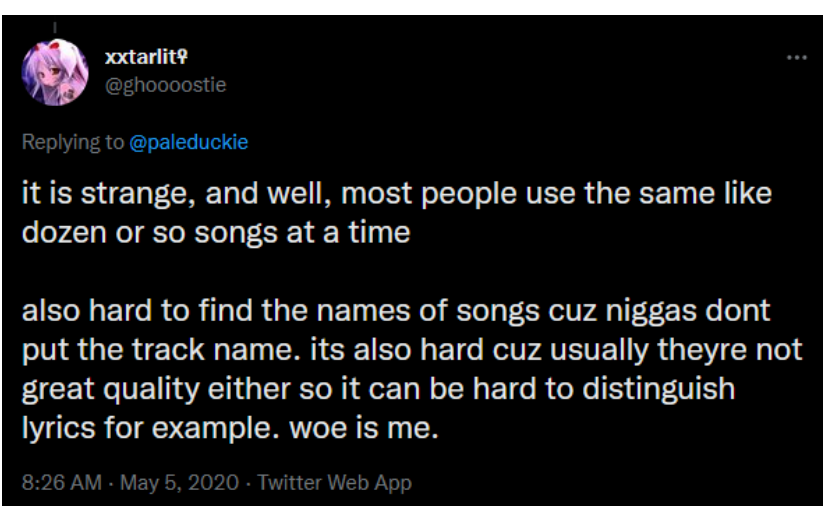 xxtarlit🕈
@ghoooostie
Replying to @paleduckie
it is strange, and well, most people use the same like
dozen or so songs at a time
also hard to find the names of songs cuz niggas dont
put the track name. its also hard cuz usually theyre not
great quality either so it can be hard to distinguish
lyrics for example. woe is me.
8:26 AM · May 5, 2020 · Twitter Web App